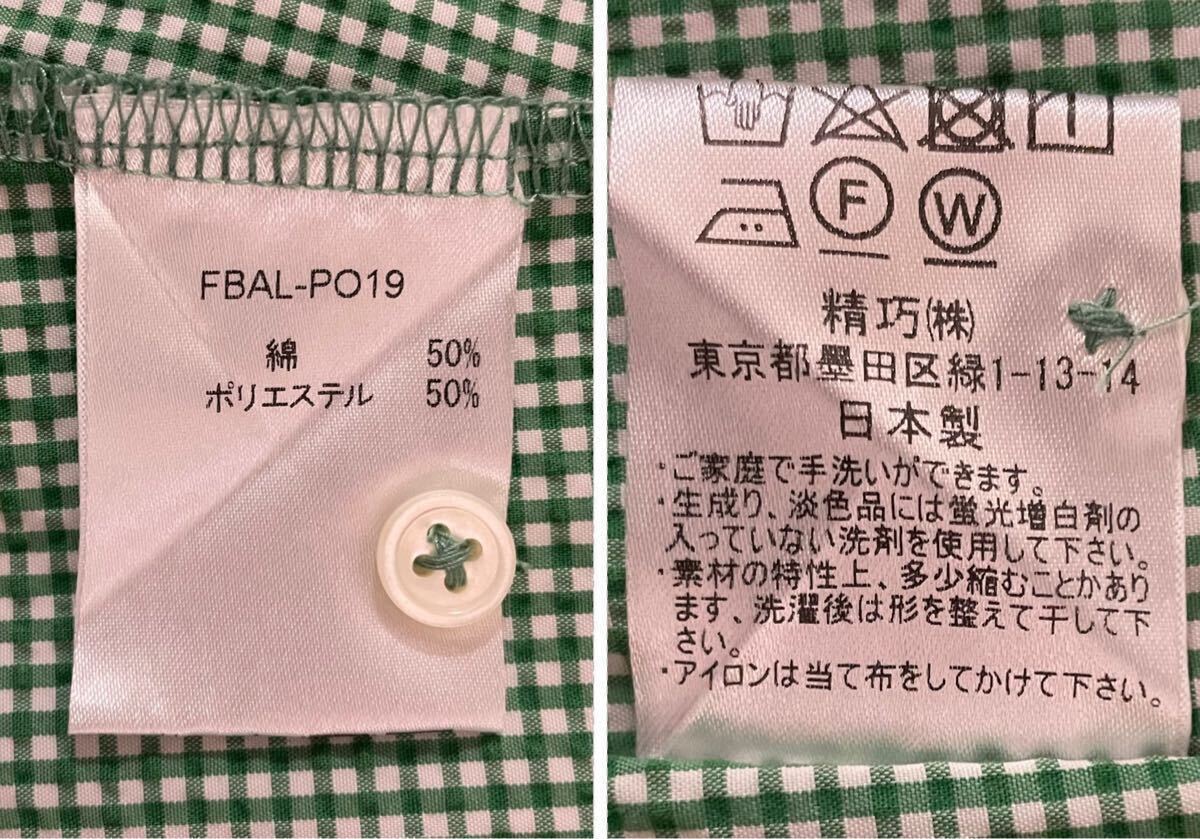 FBAL-PO19
綿 50%
ポリエステル 50%
F W
精巧(株)
東京都墨田区緑1-13-14
日本製
・ご家庭で手洗いができます。
・生成り、淡色品には蛍光増白剤の
入っていない洗剤を使用して下さい。
・素材の特性上、多少縮むことがあり
ます、洗濯後は形を整えて干して下
さい。
・アイロンは当て布をしてかけて下さい。